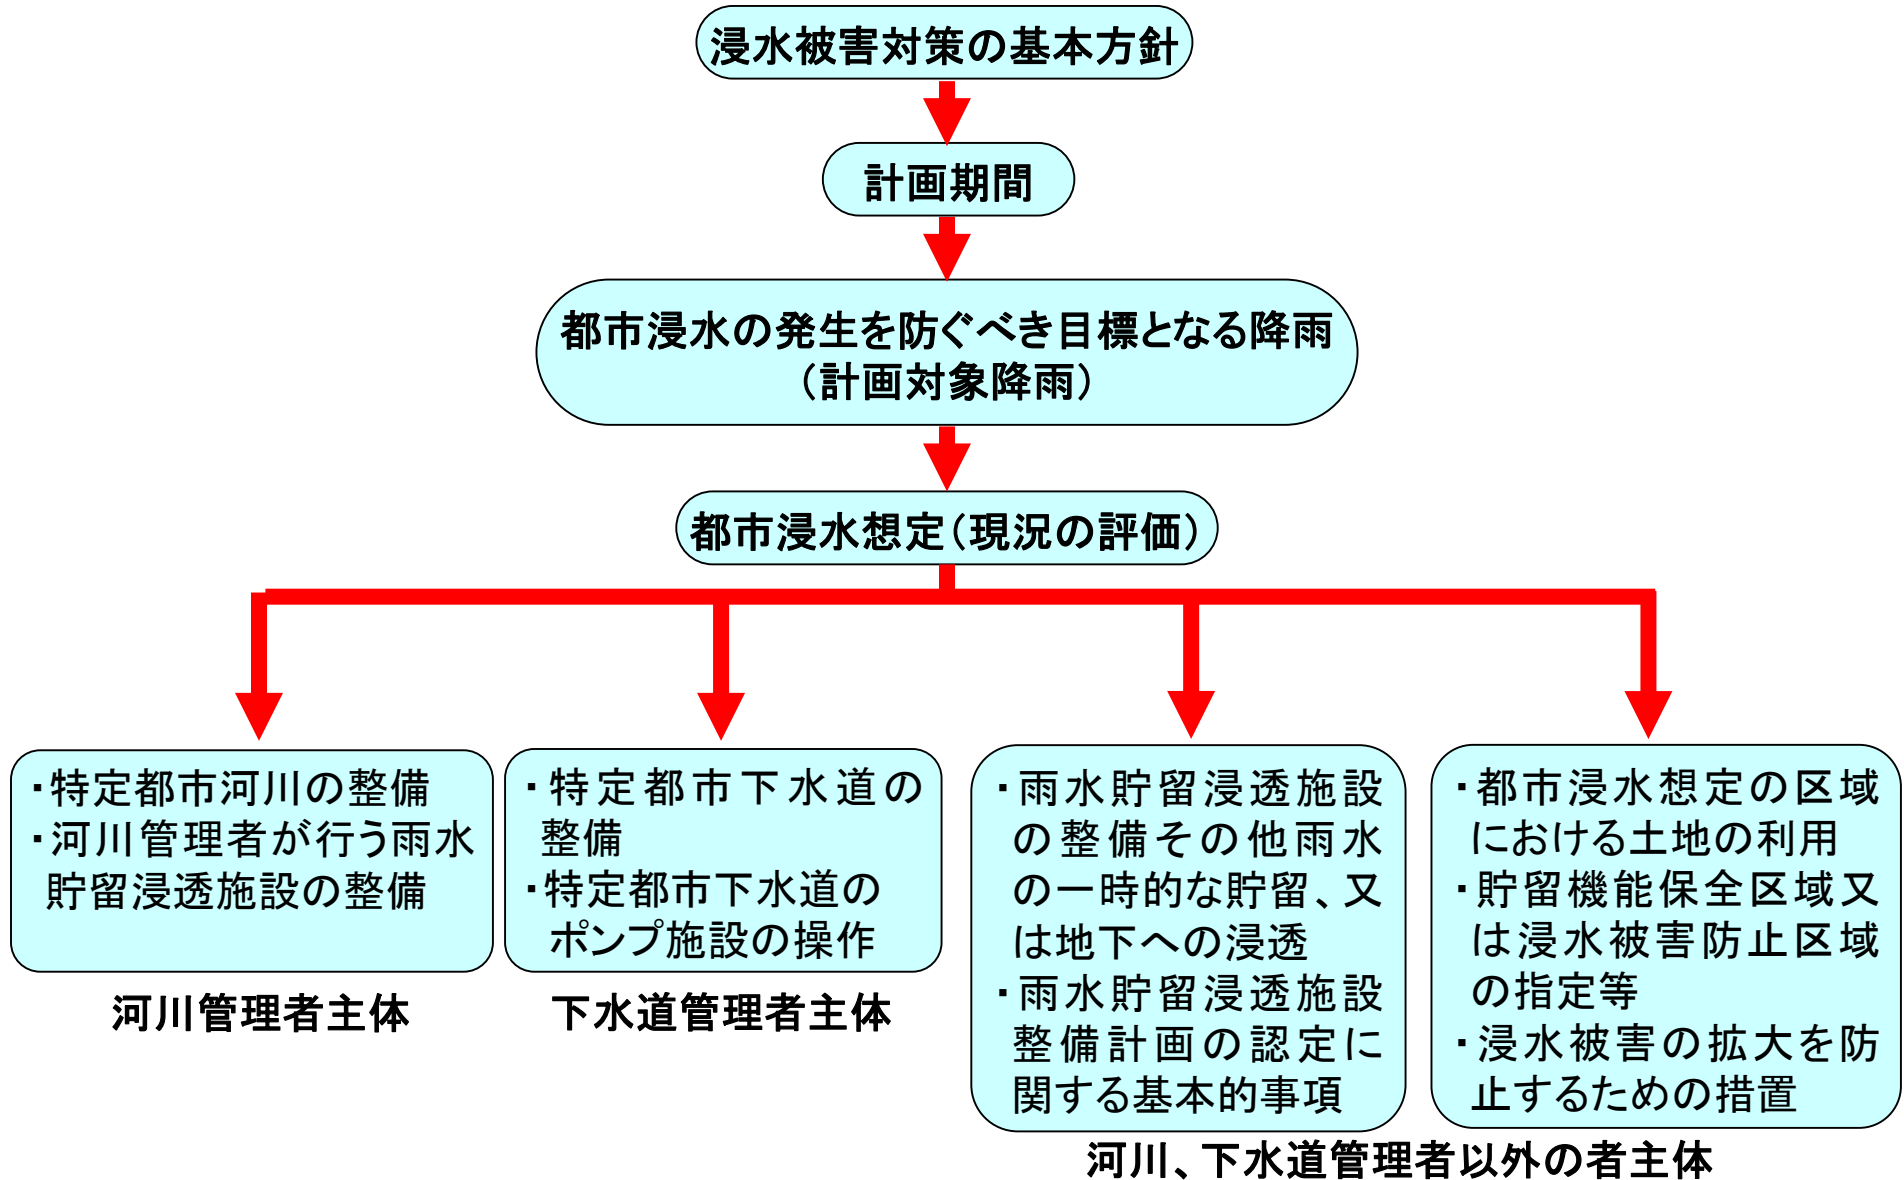 浸水被害対策の基本方針
計画期間
都市浸水の発生を防ぐべき目標となる降雨
（計画対象降雨）
都市浸水想定（現況の評価）
・特定都市河川の整備
・河川管理者が行う雨水
貯留浸透施設の整備
河川管理者主体
・特定都市下水道の
整備
・特定都市下水道の
ポンプ施設の操作
下水道管理者主体
・雨水貯留浸透施設
の整備その他雨水
の一時的な貯留、又
は地下への浸透
・雨水貯留浸透施設
整備計画の認定に
関する基本的事項
・都市浸水想定の区域
における土地の利用
・貯留機能保全区域又
は浸水被害防止区域
の指定等
・浸水被害の拡大を防
止するための措置
河川、下水道管理者以外の者主体